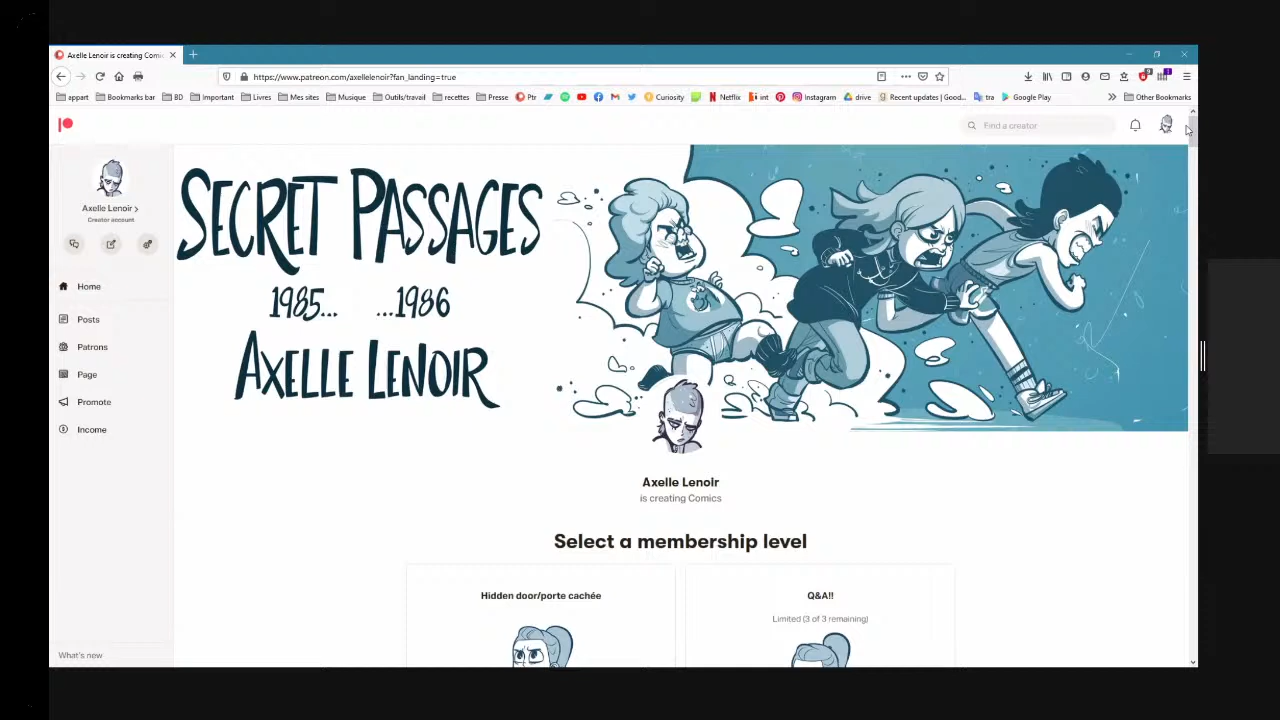 Axelle Lenoir is creating Comic
https://www.patreon.com/axellelenoir?fan_landing=true
appart Bookmarks bar BD Important Livres Mes sites Musique Outils/travail recettes Presse Ptr Curiosity Netflix int Instagram drive Recent updates | Good... tra Google Play Other Bookmarks
Find a creator
Axelle Lenoir
Creator account
Home
Posts
Patrons
Page
Promote
Income
What's new
SECRET PASSAGES
1985... ...1986
AXELLE LENOIR
Axelle Lenoir
is creating Comics
Select a membership level
Hidden door/porte cachée
Q&A!!
Limited (3 of 3 remaining)